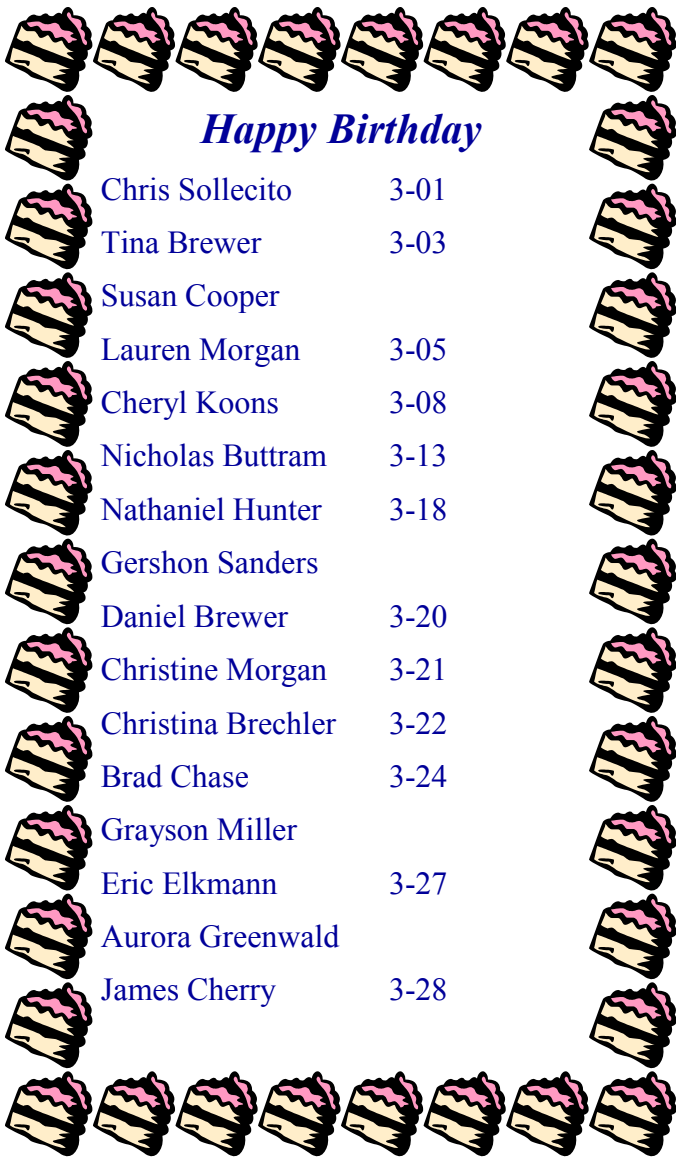 Happy Birthday
Chris Sollecito 3-01
Tina Brewer 3-03
Susan Cooper
Lauren Morgan 3-05
Cheryl Koons 3-08
Nicholas Buttram 3-13
Nathaniel Hunter 3-18
Gershon Sanders
Daniel Brewer 3-20
Christine Morgan 3-21
Christina Brechler 3-22
Brad Chase 3-24
Grayson Miller
Eric Elkmann 3-27
Aurora Greenwald
James Cherry 3-28